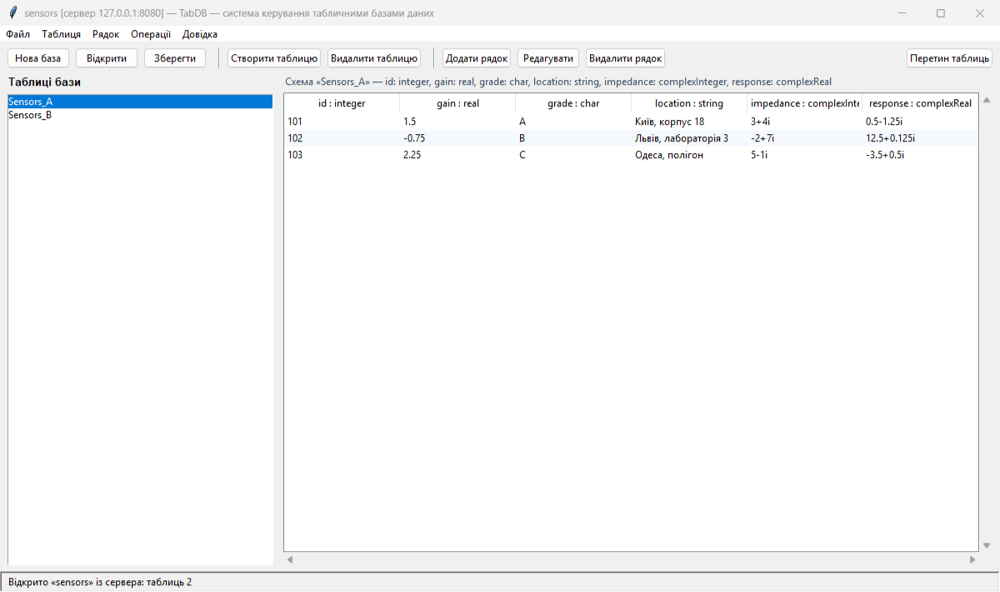 sensors [сервер 127.0.0.1:8080] — TabDB — система керування табличними базами даних
Файл Таблиця Рядок Операції Довідка
Нова база Відкрити Зберегти Створити таблицю Видалити таблицю Додати рядок Редагувати Видалити рядок Перетин таблиць
Таблиці бази
Sensors_A
Sensors_B
Схема «Sensors_A» — id: integer, gain: real, grade: char, location: string, impedance: complexInteger, response: complexReal
id : integer gain : real grade : char location : string impedance : complexInte response : complexReal
101 1.5 A Київ, корпус 18 3+4i 0.5-1.25i
102 -0.75 B Львів, лабораторія 3 -2+7i 12.5+0.125i
103 2.25 C Одеса, полігон 5-1i -3.5+0.5i
Відкрито «sensors» із сервера: таблиць 2